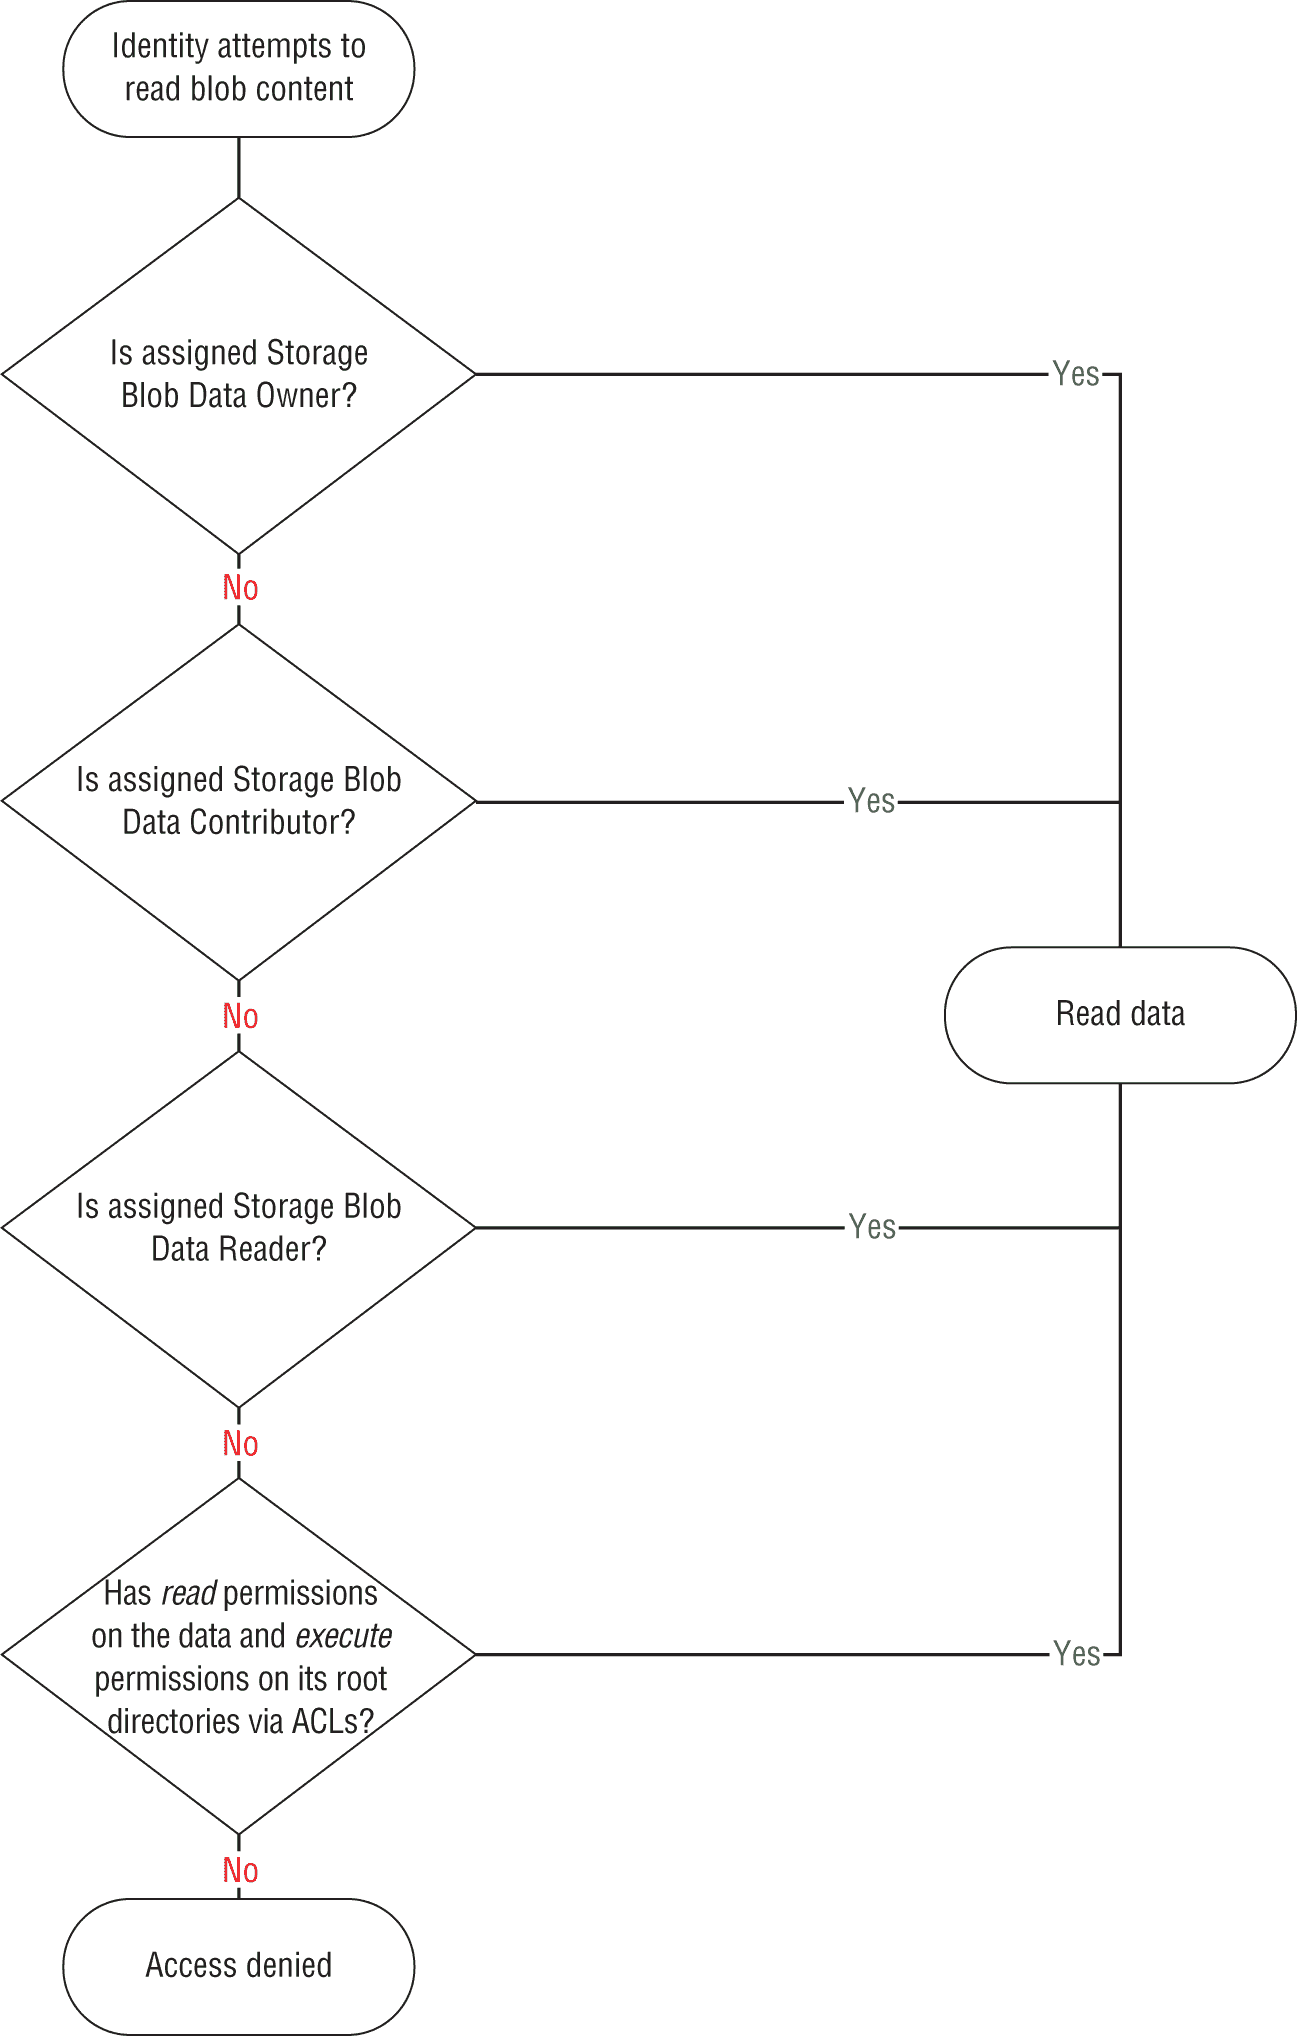 Identity attempts to
read blob content
Is assigned Storage
Blob Data Owner?
Yes
No
Is assigned Storage Blob
Data Contributor?
Yes
No
Read data
Is assigned Storage Blob
Data Reader?
Yes
No
Has read permissions
on the data and execute
permissions on its root
directories via ACLs?
Yes
No
Access denied